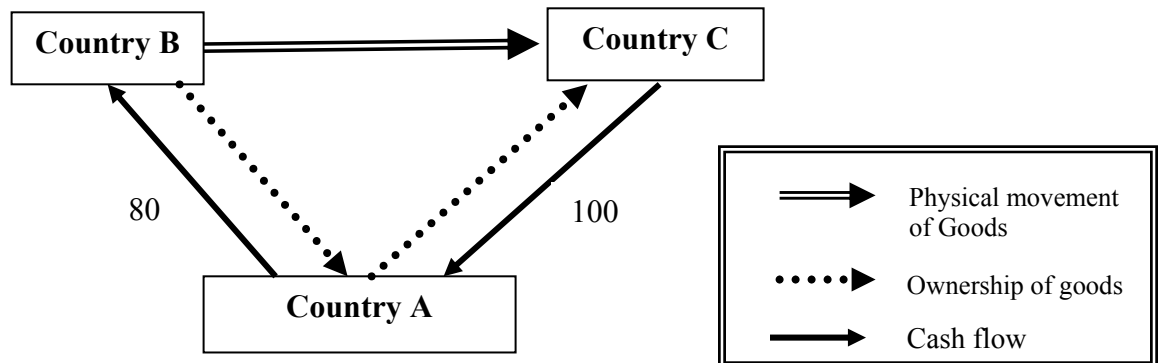 Country B
Country C
80
100
Country A
Physical movement
of Goods
Ownership of goods
Cash flow